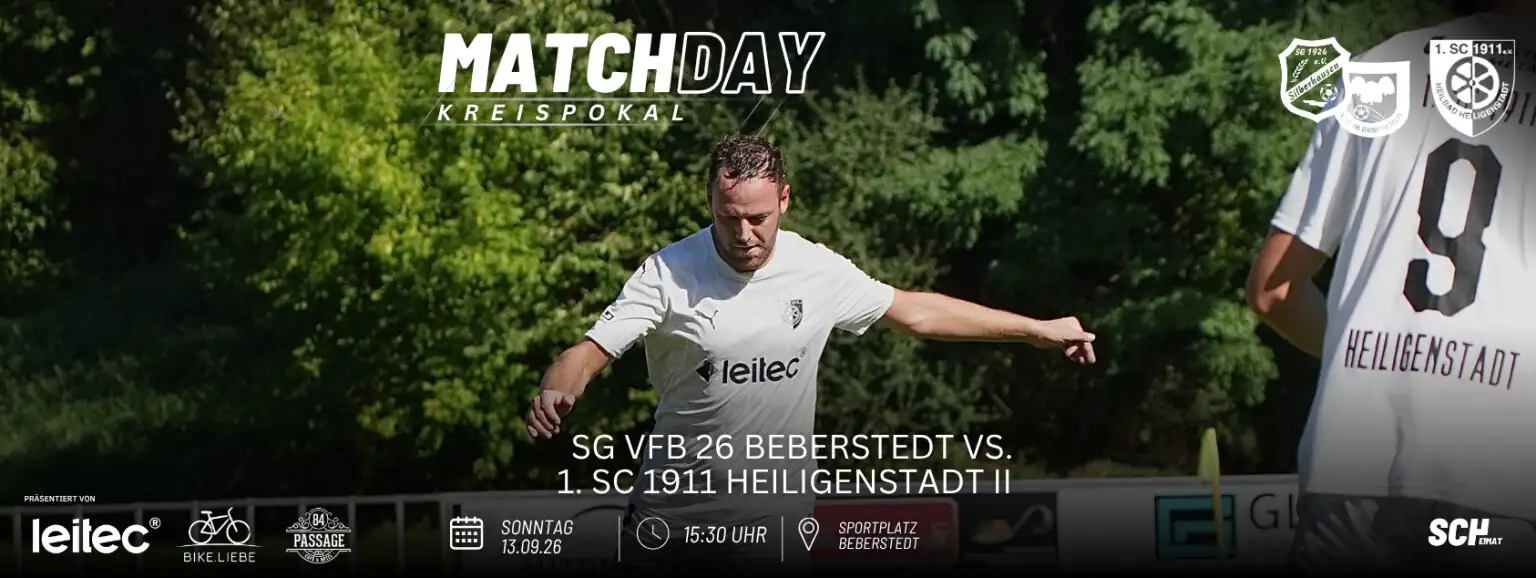 MATCHDAY
KREISPOKAL
SG 1926
e.V.
Silberhausen
1. SC 1911 e.V.
HEILBAD HEILIGENSTADT
9
HEILIGENSTADT
leitec®
SG VFB 26 BEBERSTEDT VS.
1. SC 1911 HEILIGENSTADT II
PRÄSENTIERT VON
leitec®
BIKE.LIEBE
84
PASSAGE
SONNTAG
13.09.26
15:30 UHR
SPORTPLATZ
BEBERSTEDT
SCHEIMAT